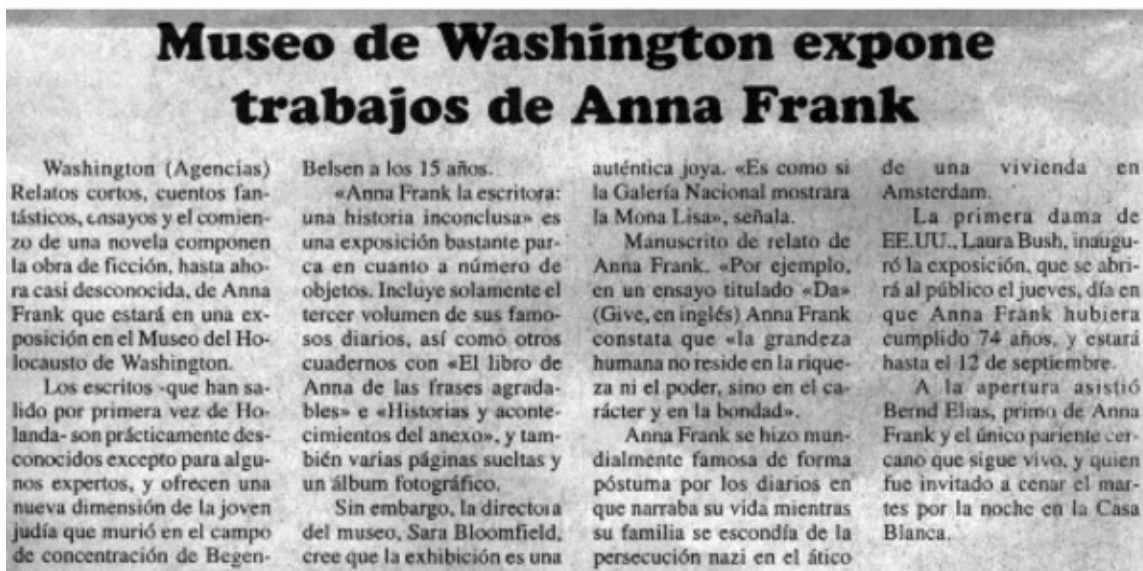 Museo de Washington expone
trabajos de Anna Frank
Washington (Agencias)
Relatos cortos, cuentos fan-
tásticos, ensayos y el comien-
zo de una novela componen
la obra de ficción, hasta aho-
ra casi desconocida, de Anna
Frank que estará en una ex-
posición en el Museo del Ho-
locausto de Washington.
Los escritos -que han sa-
lido por primera vez de Ho-
landa- son prácticamente des-
conocidos excepto para algu-
nos expertos, y ofrecen una
nueva dimensión de la joven
judía que murió en el campo
de concentración de Begen-
Belsen a los 15 años.
«Anna Frank la escritora:
una historia inconclusa» es
una exposición bastante par-
ca en cuanto a número de
objetos. Incluye solamente el
tercer volumen de sus famo-
sos diarios, así como otros
cuadernos con «El libro de
Anna de las frases agrada-
bles» e «Historias y aconte-
cimientos del anexo», y tam-
bién varias páginas sueltas y
un álbum fotográfico.
Sin embargo, la directora
del museo, Sara Bloomfield,
cree que la exhibición es una
auténtica joya. «Es como si
la Galería Nacional mostrara
la Mona Lisa», señala.
Manuscrito de relato de
Anna Frank. «Por ejemplo,
en un ensayo titulado «Da»
(Give, en inglés) Anna Frank
constata que «la grandeza
humana no reside en la rique-
za ni el poder, sino en el ca-
rácter y en la bondad».
Anna Frank se hizo mun-
dialmente famosa de forma
póstuma por los diarios en
que narraba su vida mientras
su familia se escondía de la
persecución nazi en el ático
de una vivienda en
Amsterdam.
La primera dama de
EE.UU., Laura Bush, inaugu-
ró la exposición, que se abri-
rá al público el jueves, día en
que Anna Frank hubiera
cumplido 74 años, y estará
hasta el 12 de septiembre.
A la apertura asistió
Bernd Elias, primo de Anna
Frank y el único pariente cer-
cano que sigue vivo, y quien
fue invitado a cenar el mar-
tes por la noche en la Casa
Blanca.